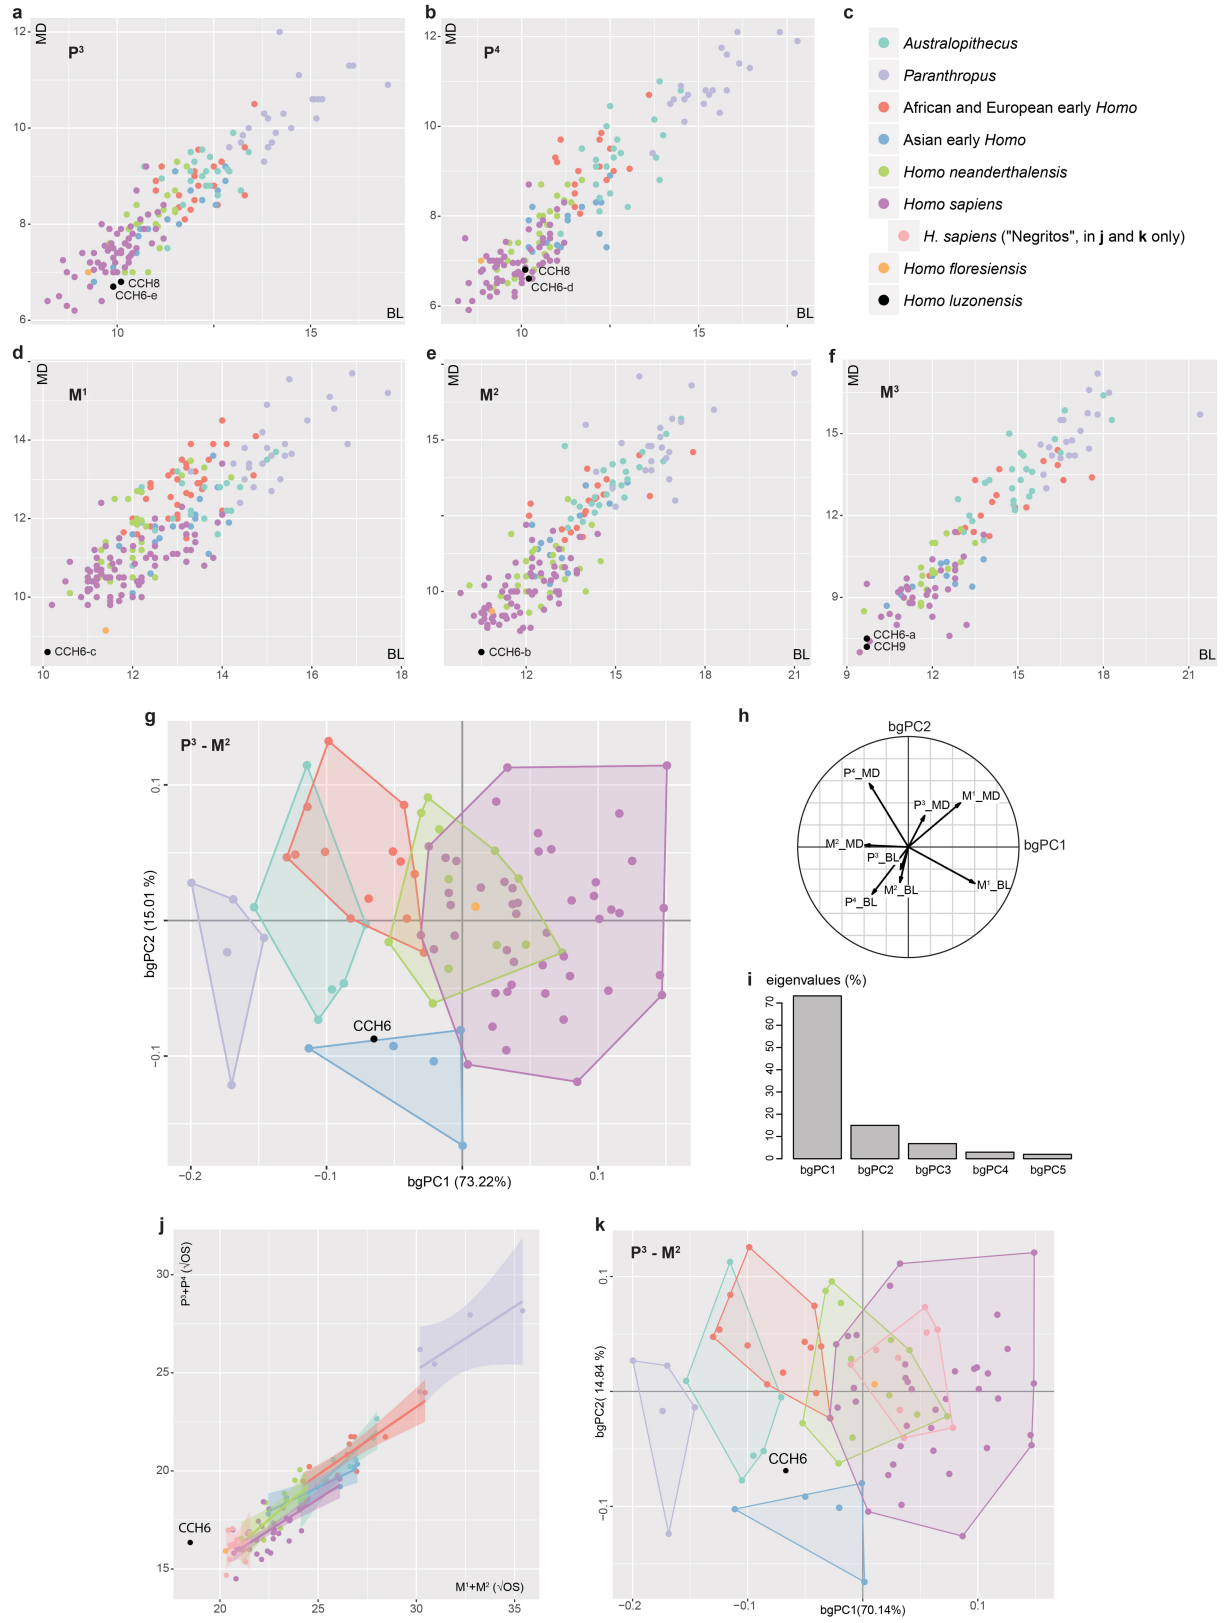 a
MD
P³
12
10
8
6
CCH8
CCH6-e
BL
10
15
b
MD
P⁴
12
10
8
6
CCH8
CCH6-d
BL
10
15
c
Australopithecus
Paranthropus
African and European early Homo
Asian early Homo
Homo neanderthalensis
Homo sapiens
H. sapiens ("Negritos", in j and k only)
Homo floresiensis
Homo luzonensis
d
MD
M¹
14
12
10
CCH6-c
BL
10
12
14
16
18
e
MD
M²
15
10
CCH6-b
BL
9
12
15
18
21
f
MD
M³
15
12
9
CCH6-a
CCH9
BL
9
12
15
18
21
g
P³ - M²
0.1
−0.1
bgPC2 (15.01 %)
CCH6
−0.2
−0.1
0.1
bgPC1 (73.22%)
h
bgPC2
P⁴_MD
M¹_MD
P³_MD
M²_MD
bgPC1
P³_BL
M²_BL
M¹_BL
P⁴_BL
i eigenvalues (%)
70
60
50
40
30
20
10
0
bgPC1 bgPC2 bgPC3 bgPC4 bgPC5
j
P³+P⁴ (√OS)
30
25
20
15
CCH6
M¹+M² (√OS)
20
25
30
35
k
P³ - M²
0.1
−0.1
bgPC2( 14.84 %)
CCH6
−0.2
−0.1
0.1
bgPC1(70.14%)